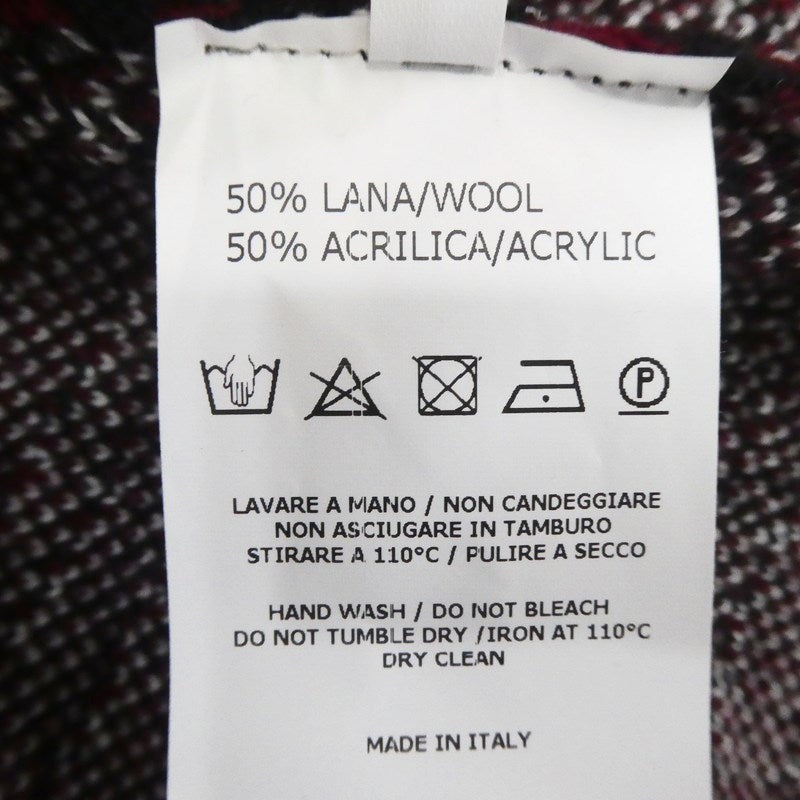 50% LANA/WOOL
50% ACRILICA/ACRYLIC
P
LAVARE A MANO / NON CANDEGGIARE
NON ASCIUGARE IN TAMBURO
STIRARE A 110°C / PULIRE A SECCO
HAND WASH / DO NOT BLEACH
DO NOT TUMBLE DRY /IRON AT 110°C
DRY CLEAN
MADE IN ITALY